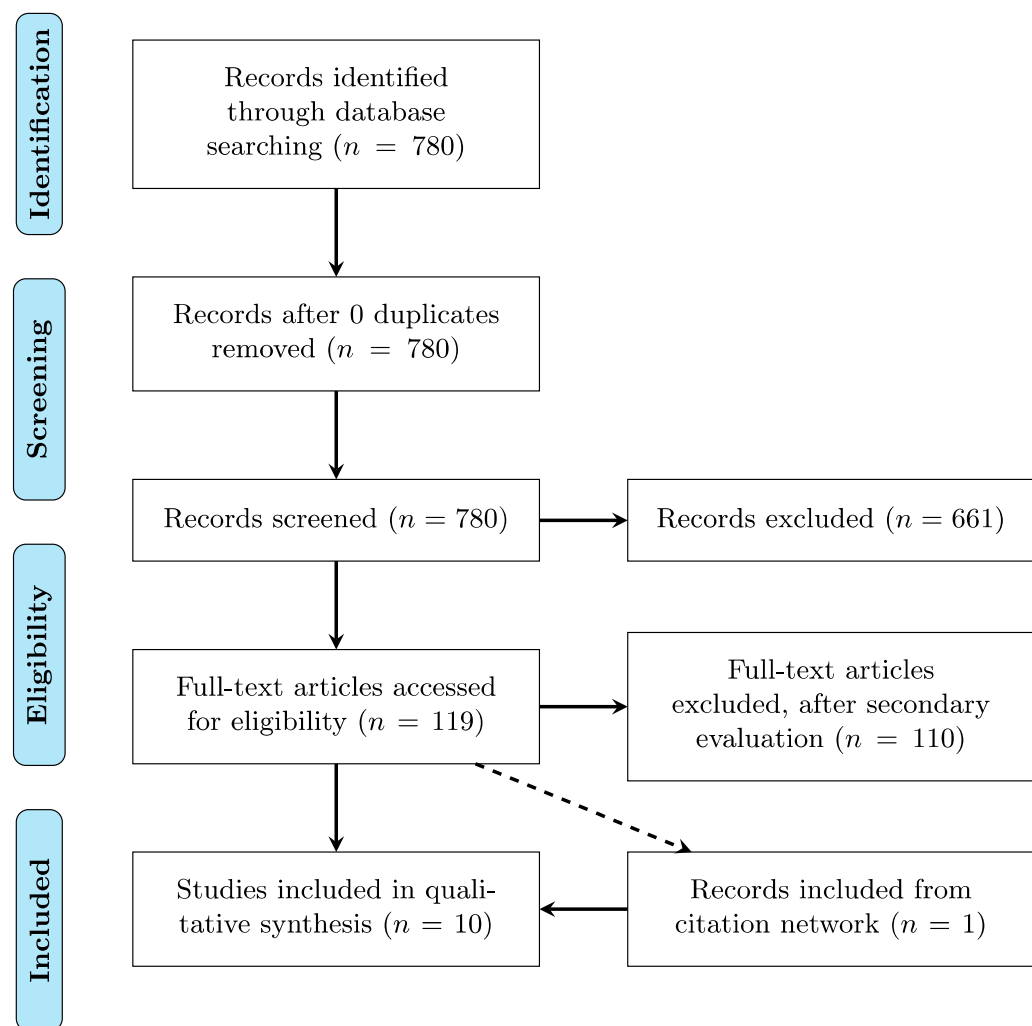 Identification
Records identified
through database
searching (n = 780)
Screening
Records after 0 duplicates
removed (n = 780)
Records screened (n = 780)
Records excluded (n = 661)
Eligibility
Full-text articles accessed
for eligibility (n = 119)
Full-text articles
excluded, after secondary
evaluation (n = 110)
Included
Studies included in quali-
tative synthesis (n = 10)
Records included from
citation network (n = 1)